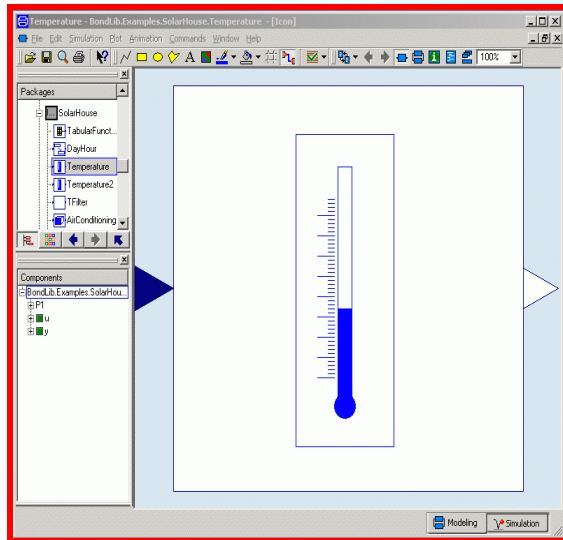 Temperature - BondLib.Examples.SolarHouse.Temperature - [Icon]
File Edit Simulation Plot Animation Commands Window Help
100%
Packages
SolarHouse
TabularFunct...
DayHour
Temperature
Temperature2
TFilter
AirConditioning
Components
BondLib.Examples.SolarHou...
P1
u
y
Modeling
Simulation